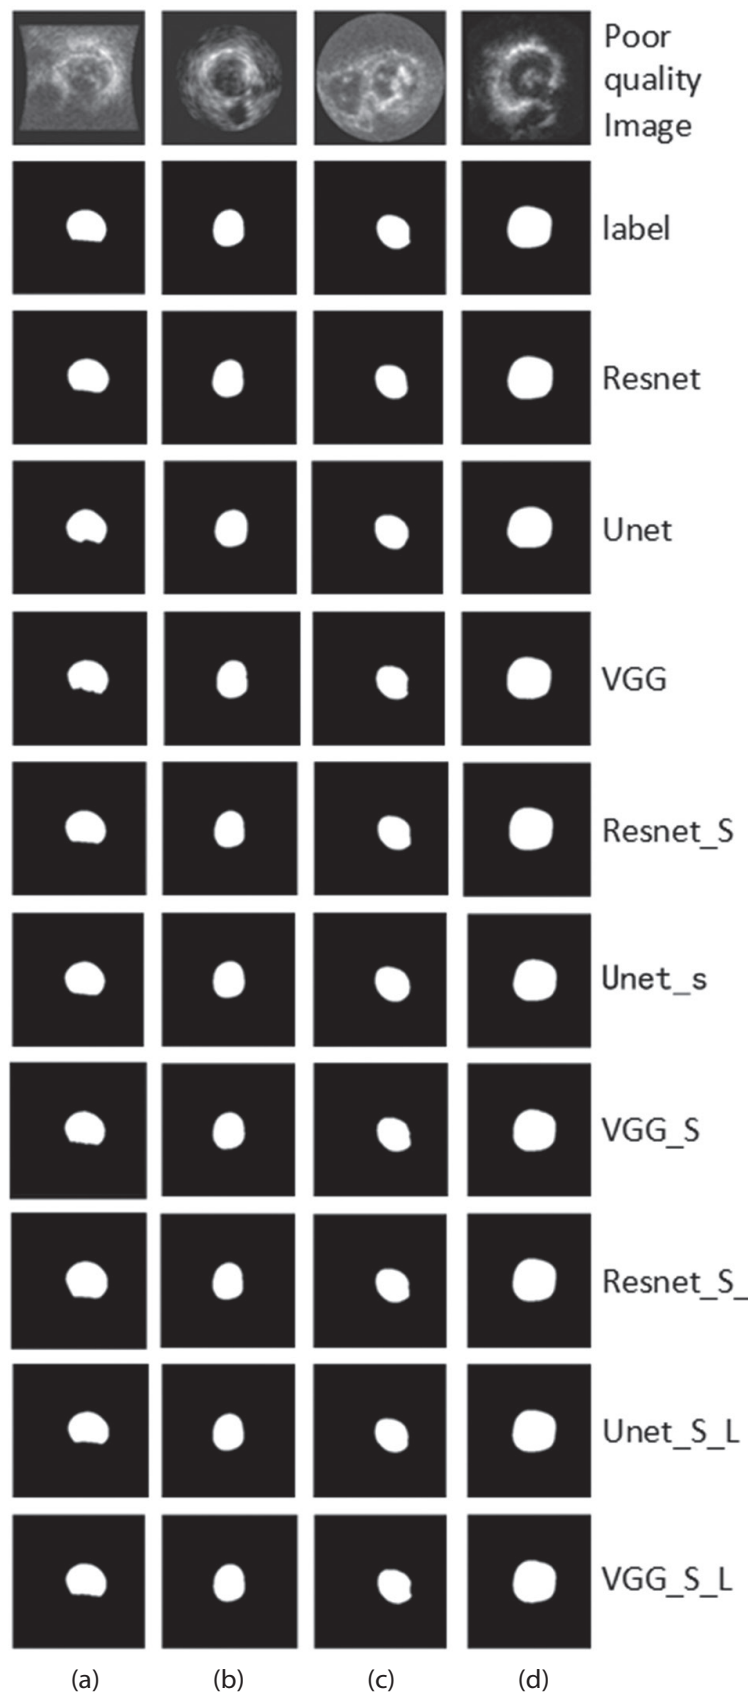 Poor
quality
Image
label
Resnet
Unet
VGG
Resnet_S
Unet_s
VGG_S
Resnet_S_
Unet_S_L
VGG_S_L
(a) (b) (c) (d)